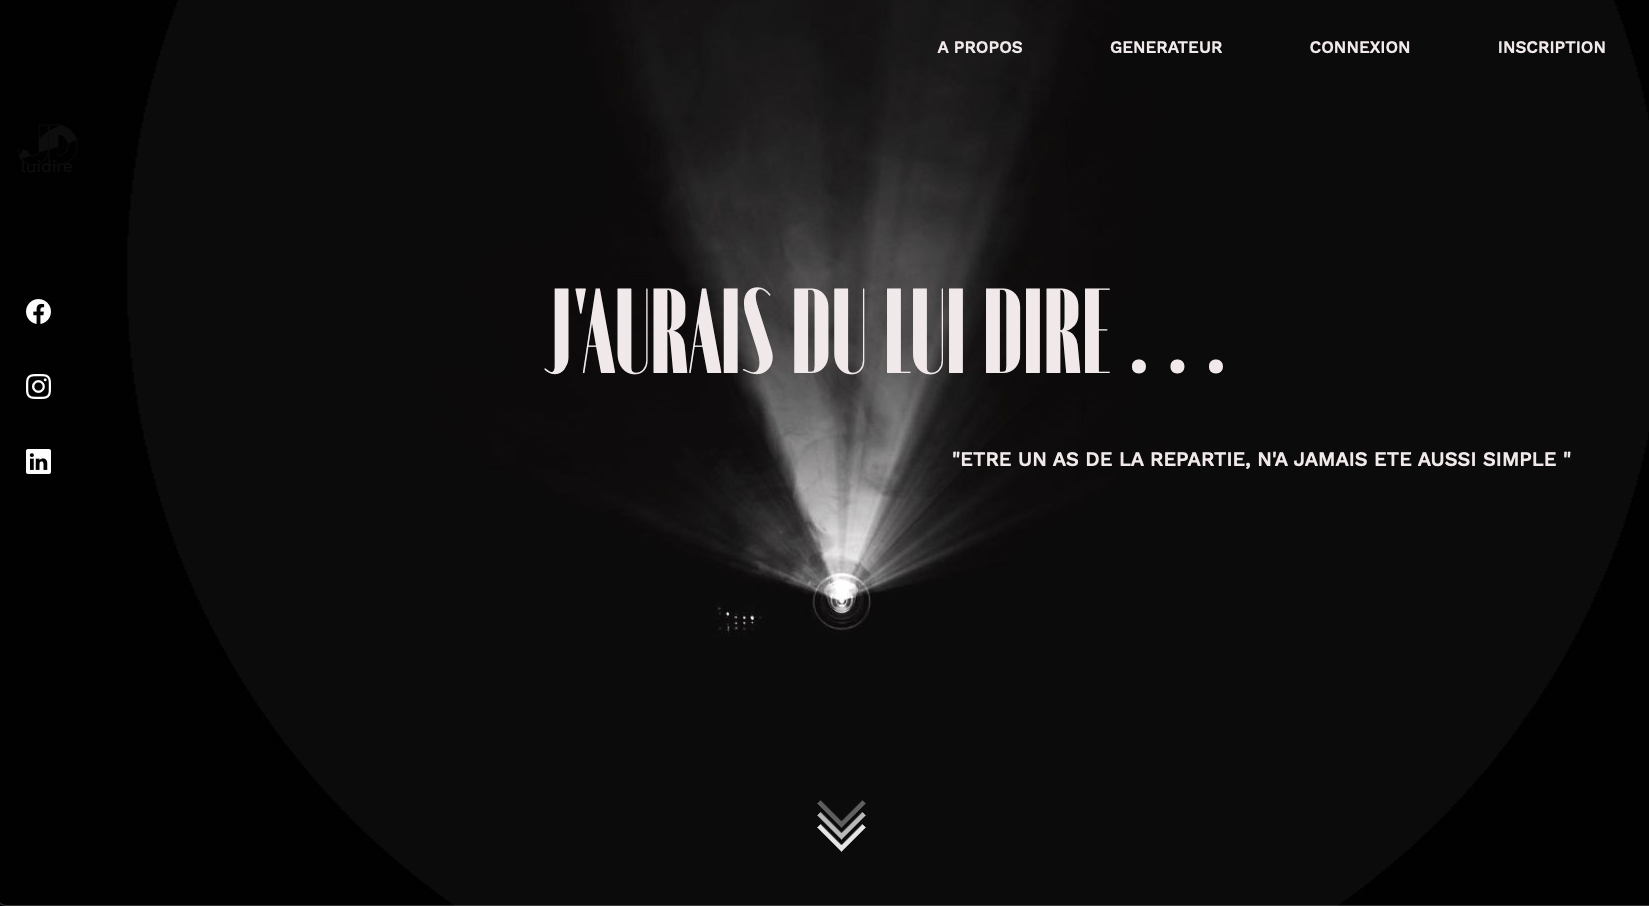 A PROPOS
GENERATEUR
CONNEXION
INSCRIPTION
luidire
J'AURAIS DU LUI DIRE . . .
"ETRE UN AS DE LA REPARTIE, N'A JAMAIS ETE AUSSI SIMPLE "